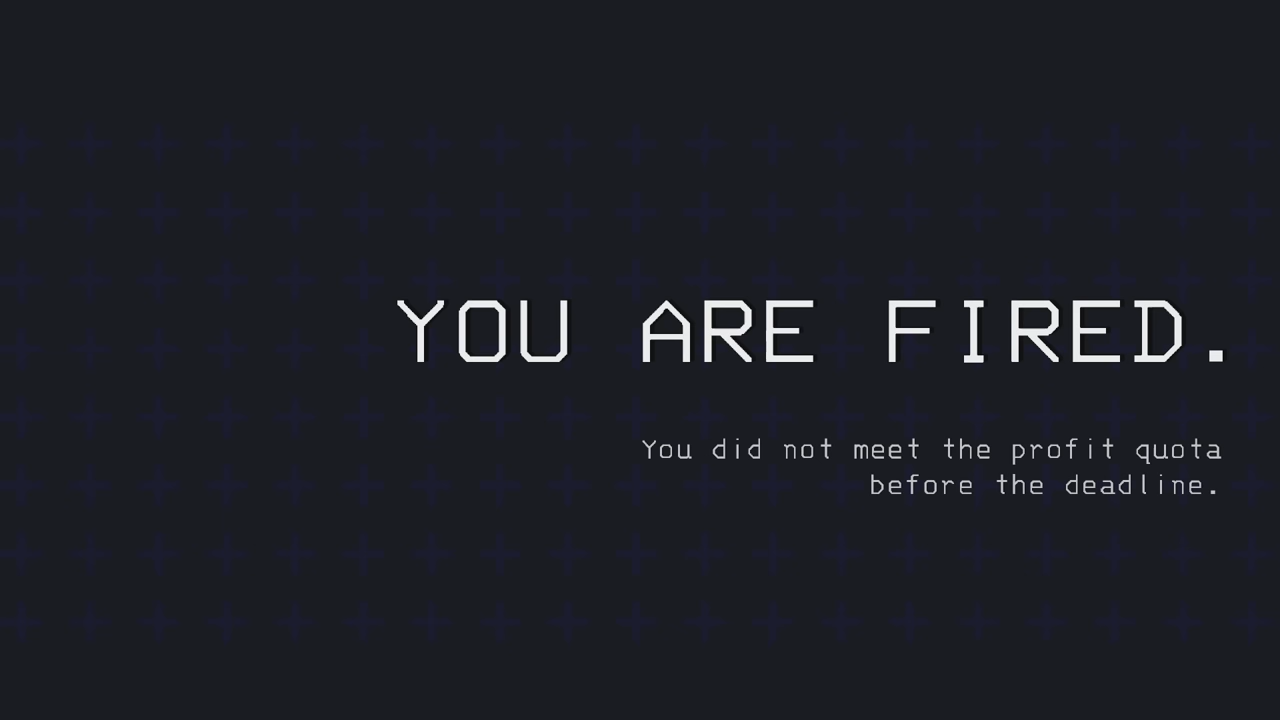 YOU ARE FIRED.
You did not meet the profit quota
before the deadline.